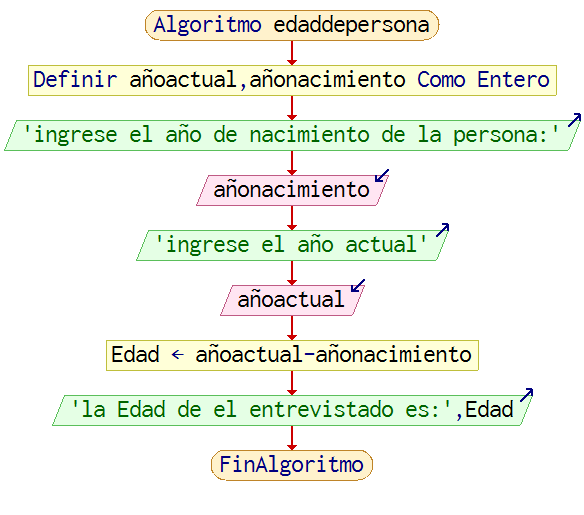 Algoritmo edaddepersona
Definir añoactual,añonacimiento Como Entero
'ingrese el año de nacimiento de la persona:'
añonacimiento
'ingrese el año actual'
añoactual
Edad ← añoactual-añonacimiento
'la Edad de el entrevistado es:',Edad
FinAlgoritmo